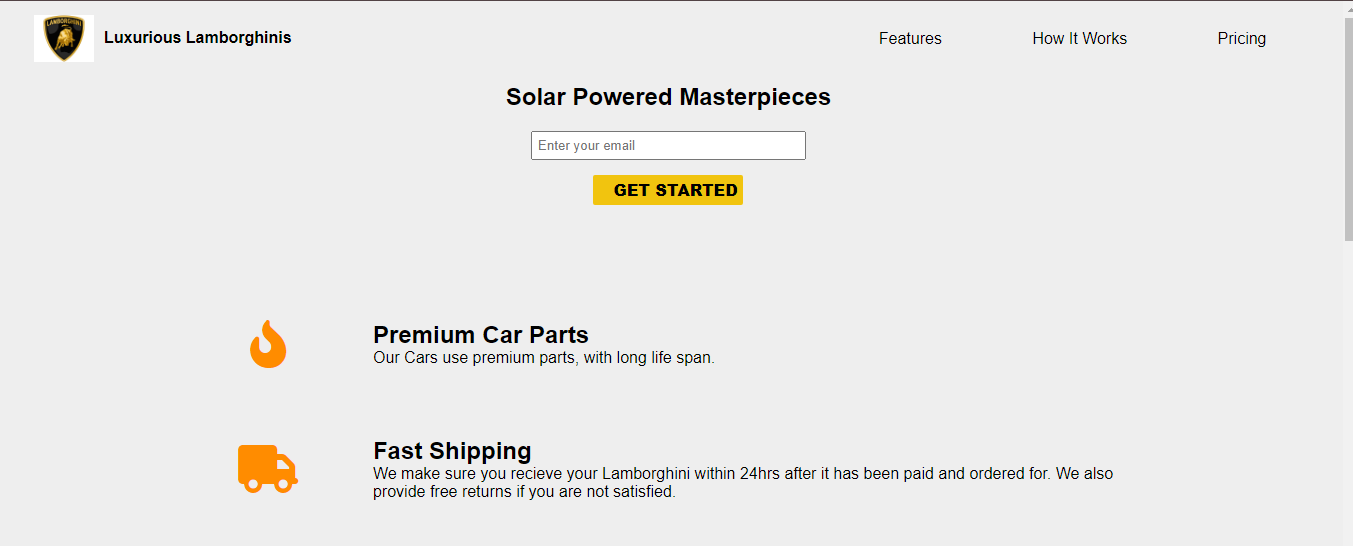 LAMBORGHINI
Luxurious Lamborghinis
Features
How It Works
Pricing
Solar Powered Masterpieces
Enter your email
GET STARTED
Premium Car Parts
Our Cars use premium parts, with long life span.
Fast Shipping
We make sure you recieve your Lamborghini within 24hrs after it has been paid and ordered for. We also
provide free returns if you are not satisfied.